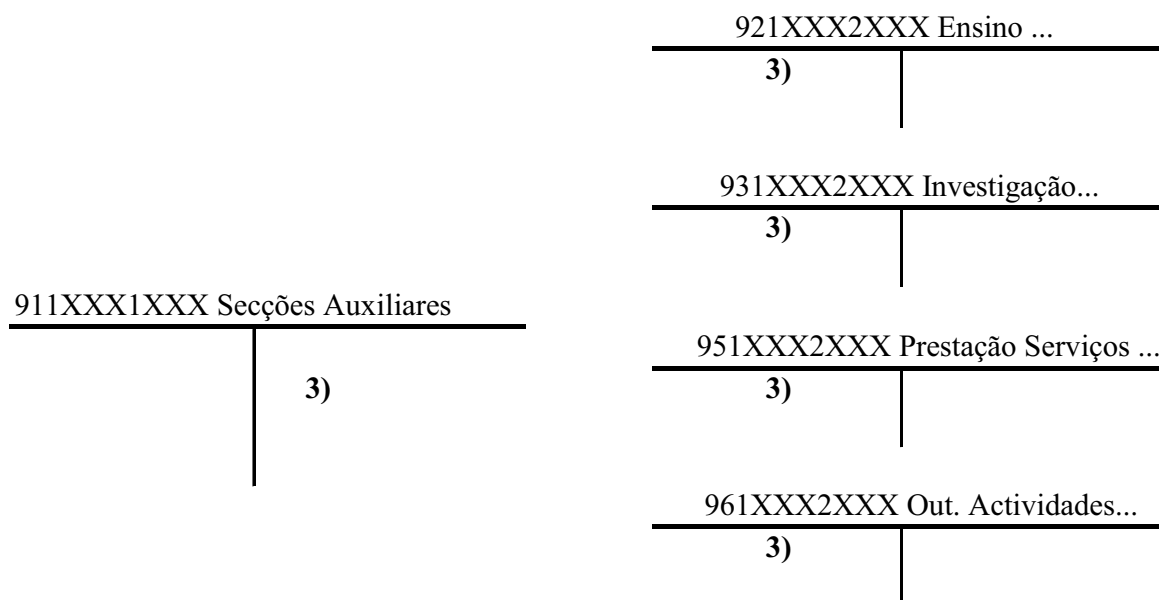 921XXX2XXX Ensino ...
3)
931XXX2XXX Investigação...
3)
911XXX1XXX Secções Auxiliares
3)
951XXX2XXX Prestação Serviços ...
3)
961XXX2XXX Out. Actividades...
3)